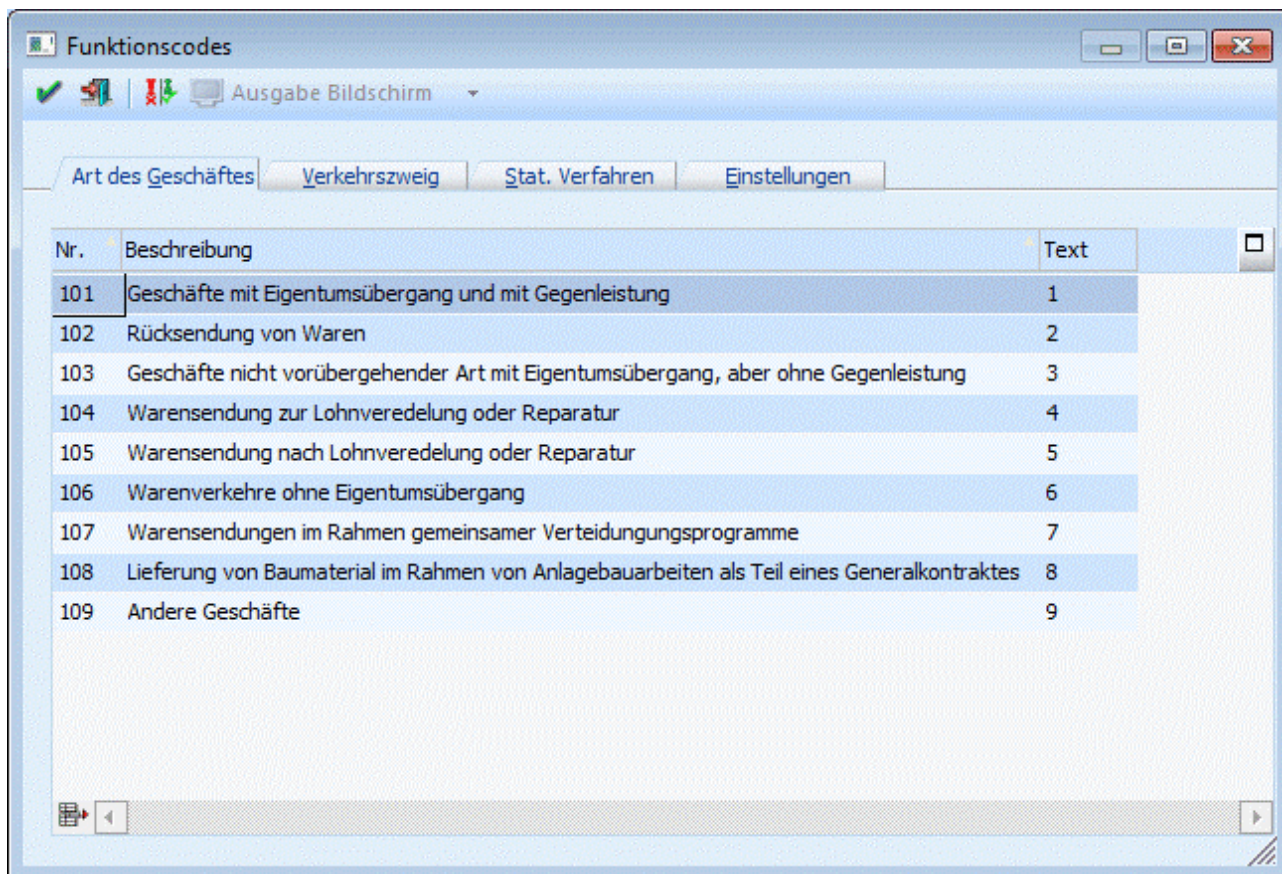 Funktionscodes
Ausgabe Bildschirm
Art des Geschäftes Verkehrszweig Stat. Verfahren Einstellungen
Nr. Beschreibung Text
101 Geschäfte mit Eigentumsübergang und mit Gegenleistung 1
102 Rücksendung von Waren 2
103 Geschäfte nicht vorübergehender Art mit Eigentumsübergang, aber ohne Gegenleistung 3
104 Warensendung zur Lohnveredelung oder Reparatur 4
105 Warensendung nach Lohnveredelung oder Reparatur 5
106 Warenverkehre ohne Eigentumsübergang 6
107 Warensendungen im Rahmen gemeinsamer Verteidungungsprogramme 7
108 Lieferung von Baumaterial im Rahmen von Anlagebauarbeiten als Teil eines Generalkontraktes 8
109 Andere Geschäfte 9